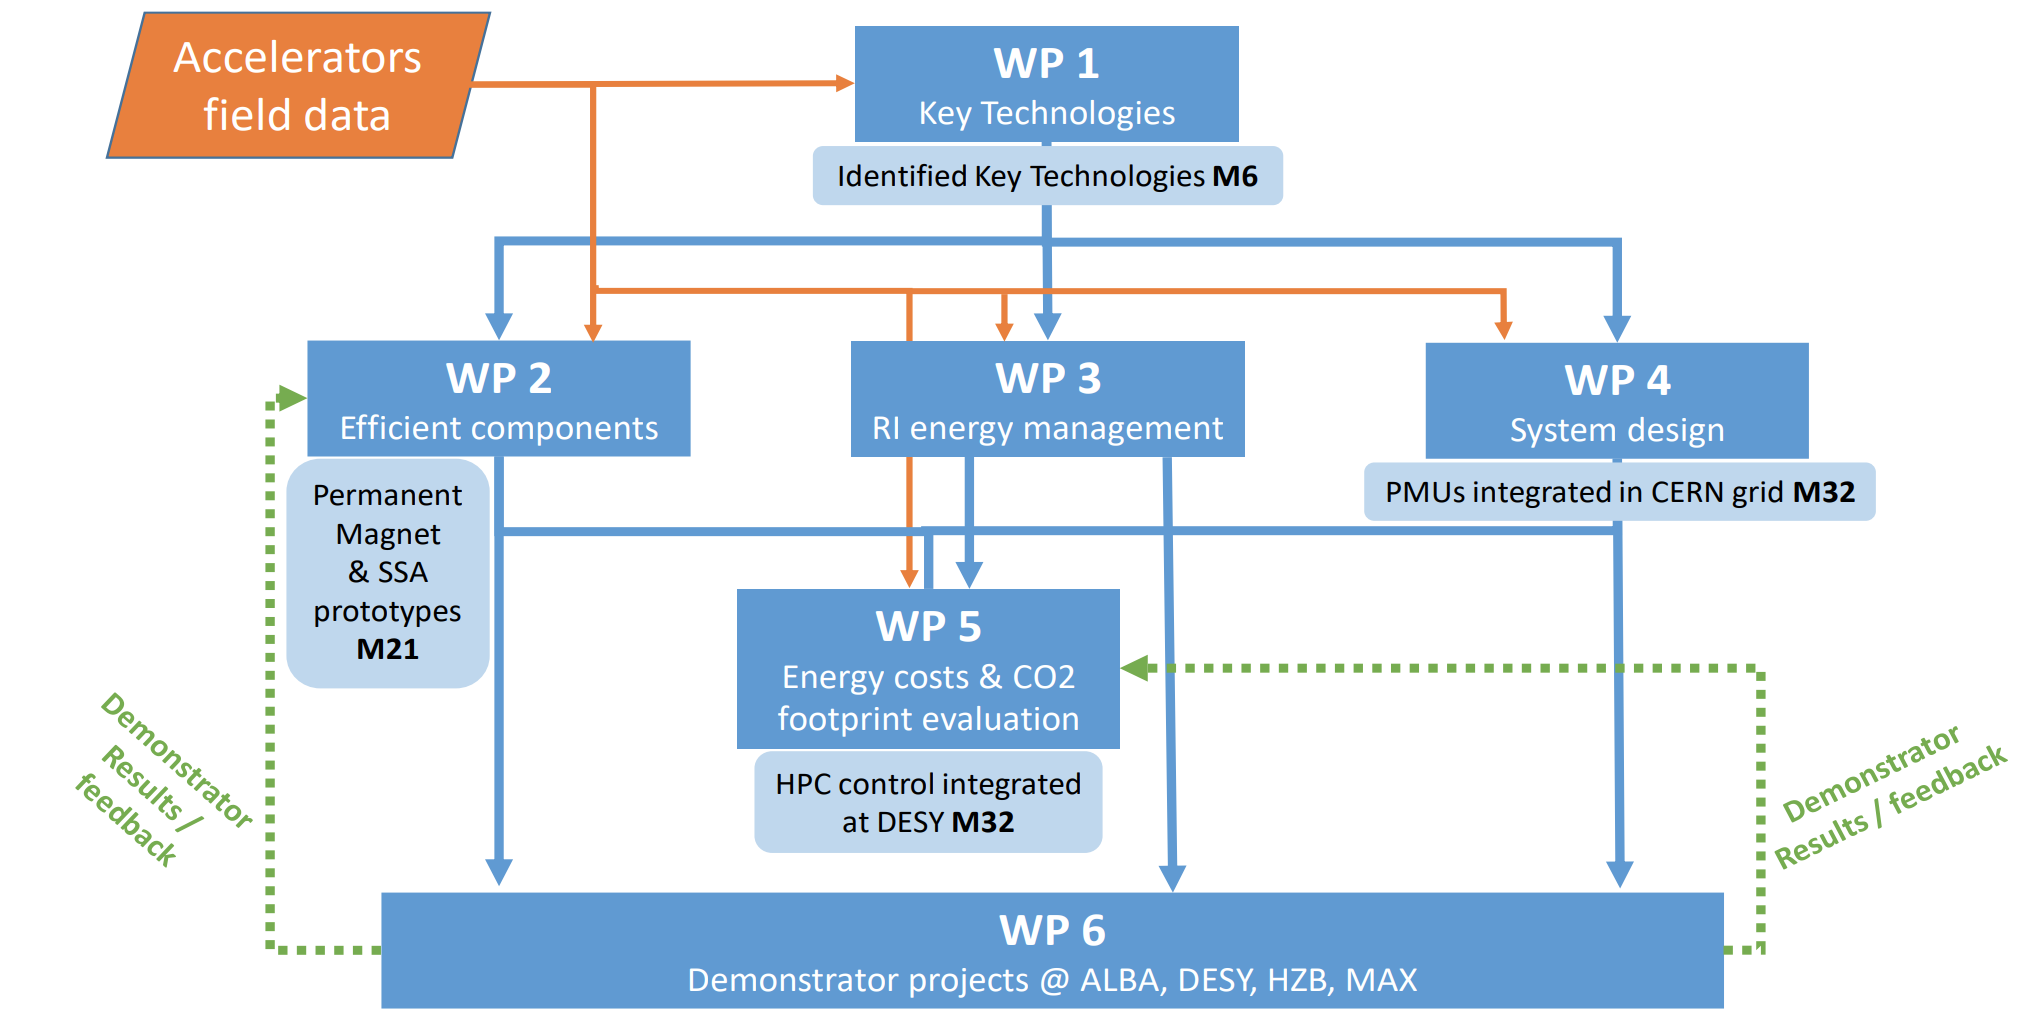 Accelerators
field data
WP 1
Key Technologies
Identified Key Technologies M6
WP 2
Efficient components
WP 3
RI energy management
WP 4
System design
Permanent
Magnet
& SSA
prototypes
M21
PMUs integrated in CERN grid M32
WP 5
Energy costs & CO2
footprint evaluation
HPC control integrated
at DESY M32
Demonstrator
Results /
feedback
Demonstrator
Results / feedback
WP 6
Demonstrator projects @ ALBA, DESY, HZB, MAX